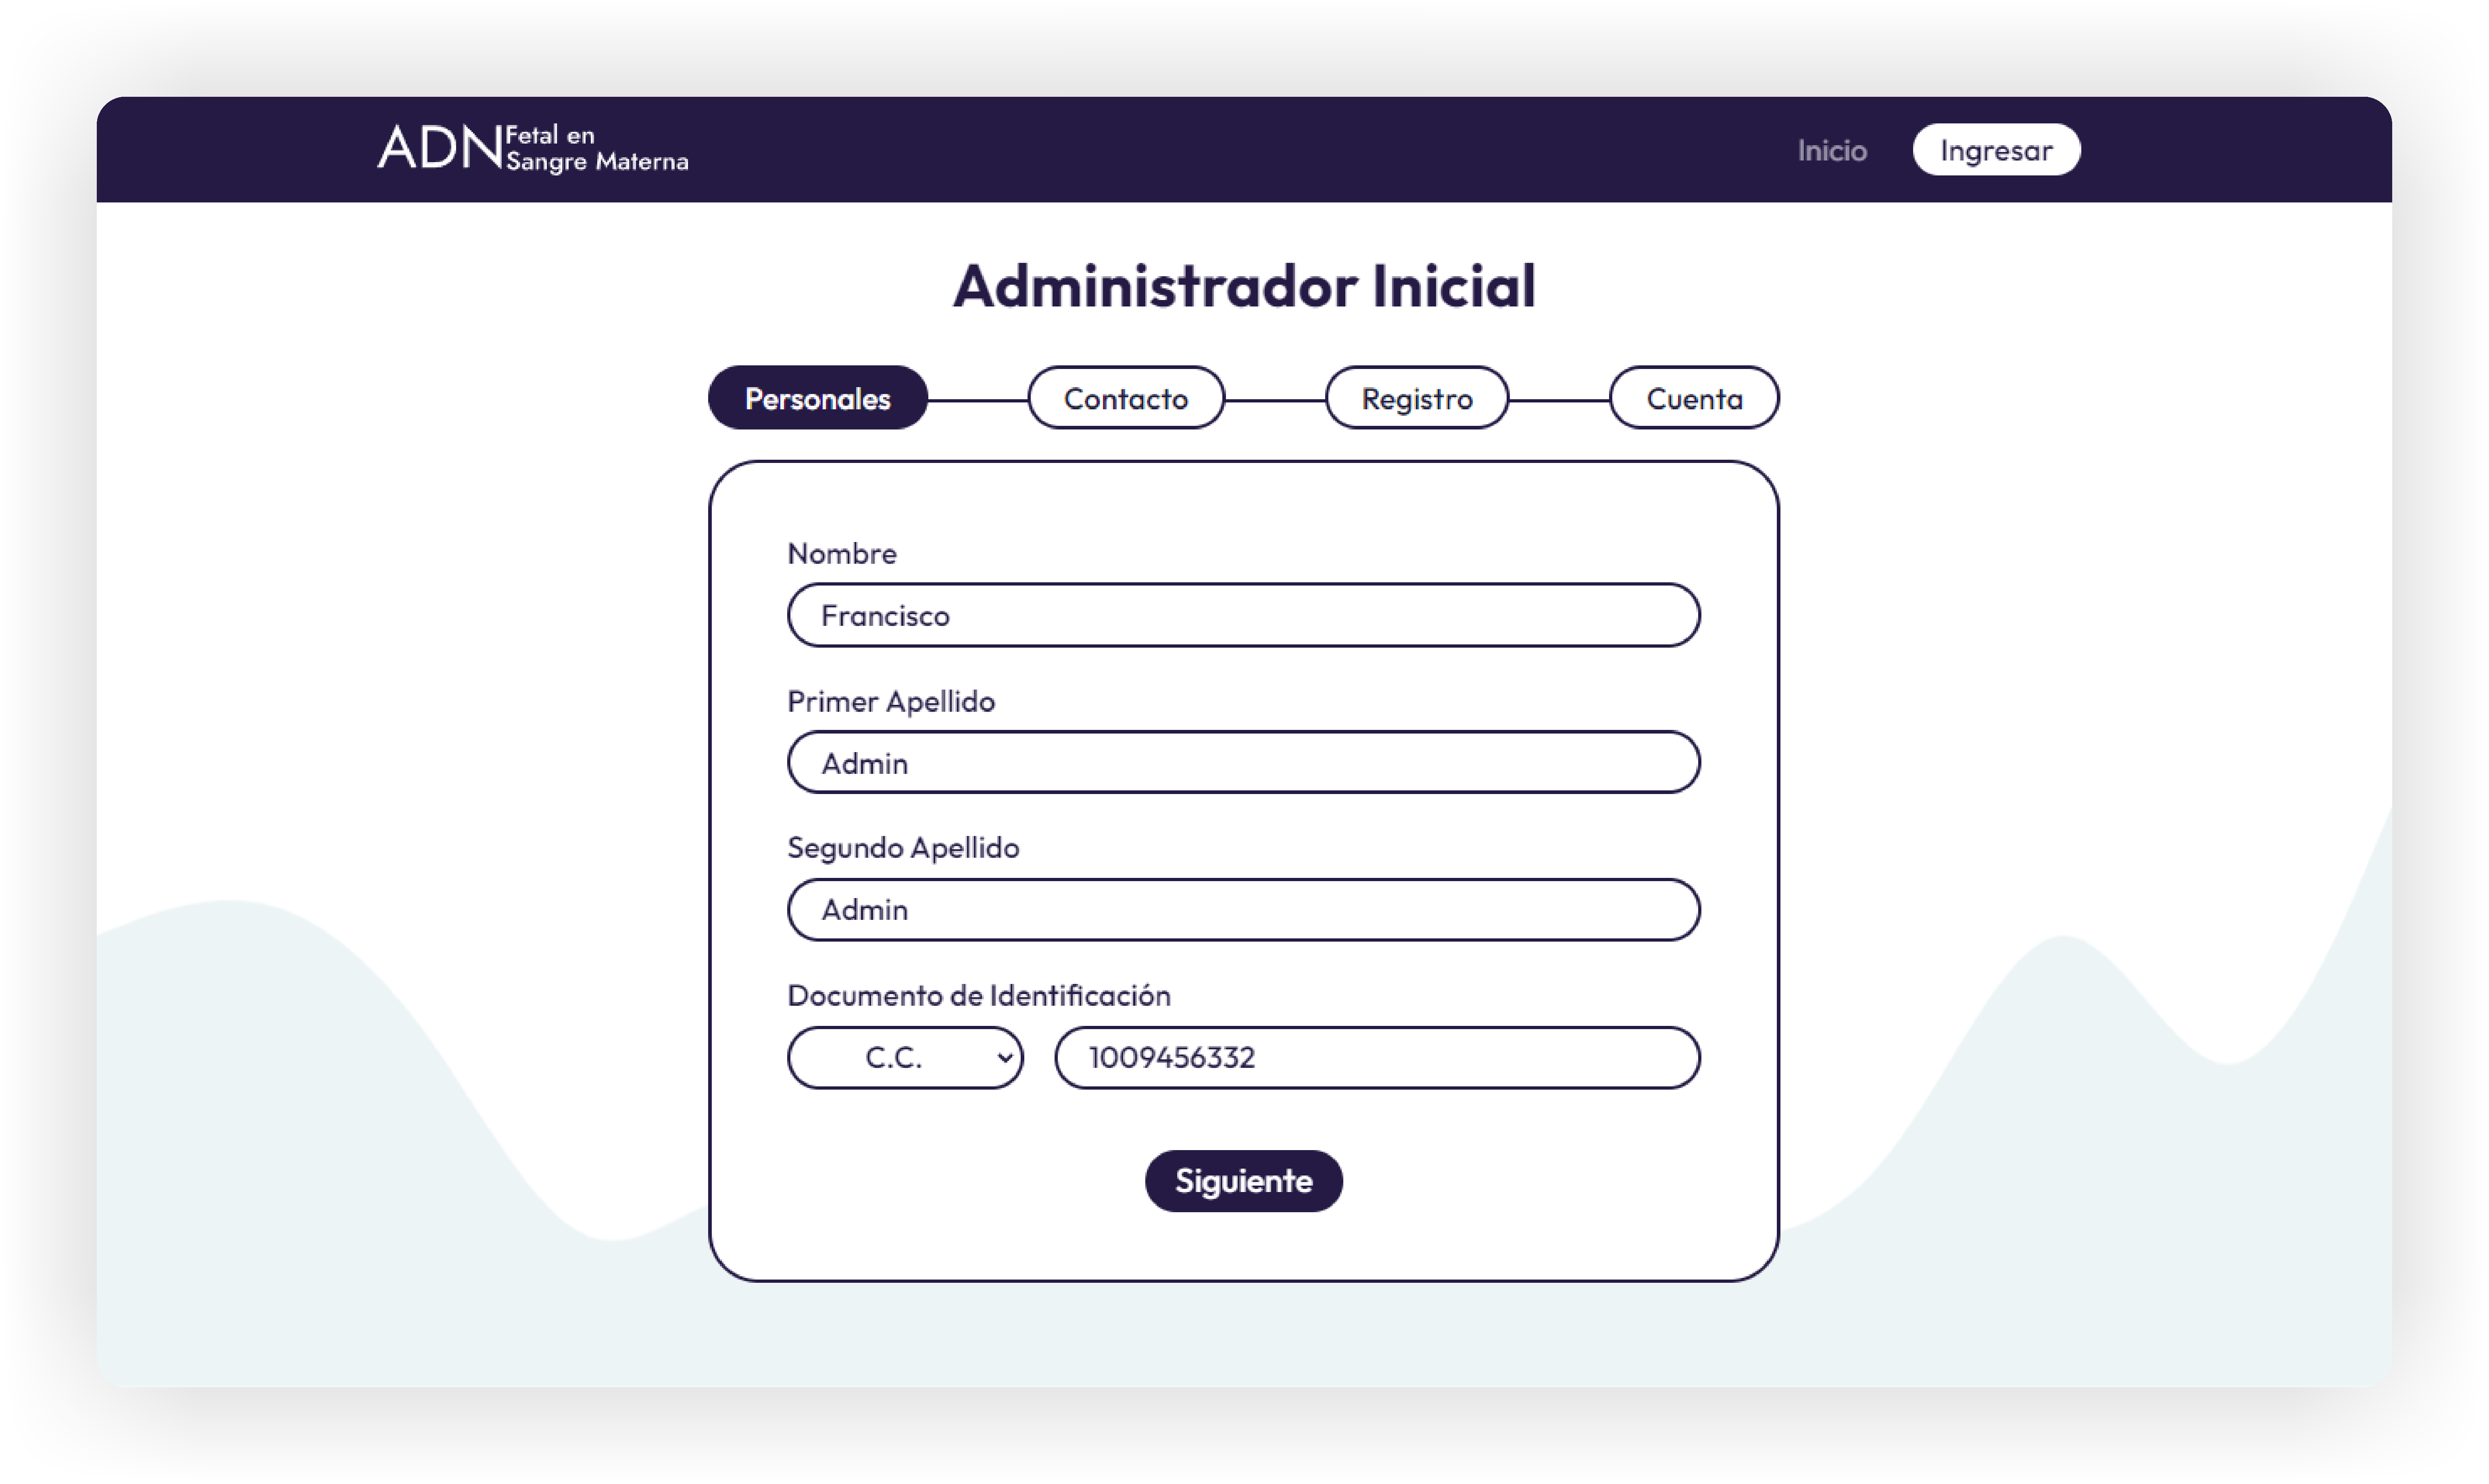 ADN Fetal en
Sangre Materna
Inicio
Ingresar
Administrador Inicial
Personales
Contacto
Registro
Cuenta
Nombre
Francisco
Primer Apellido
Admin
Segundo Apellido
Admin
Documento de Identificación
C.C.
1009456332
Siguiente